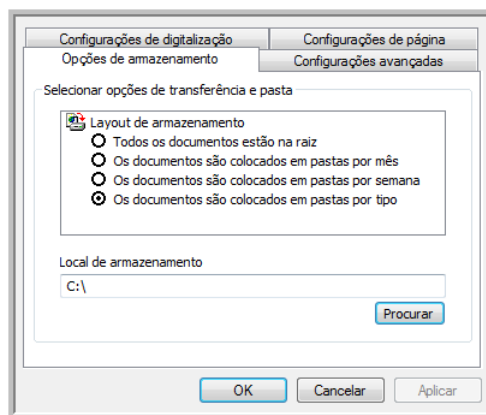 Configurações de digitalização
Configurações de página
Opções de armazenamento
Configurações avançadas
Selecionar opções de transferência e pasta
Layout de armazenamento
Todos os documentos estão na raiz
Os documentos são colocados em pastas por mês
Os documentos são colocados em pastas por semana
Os documentos são colocados em pastas por tipo
Local de armazenamento
C:\
Procurar
OK
Cancelar
Aplicar